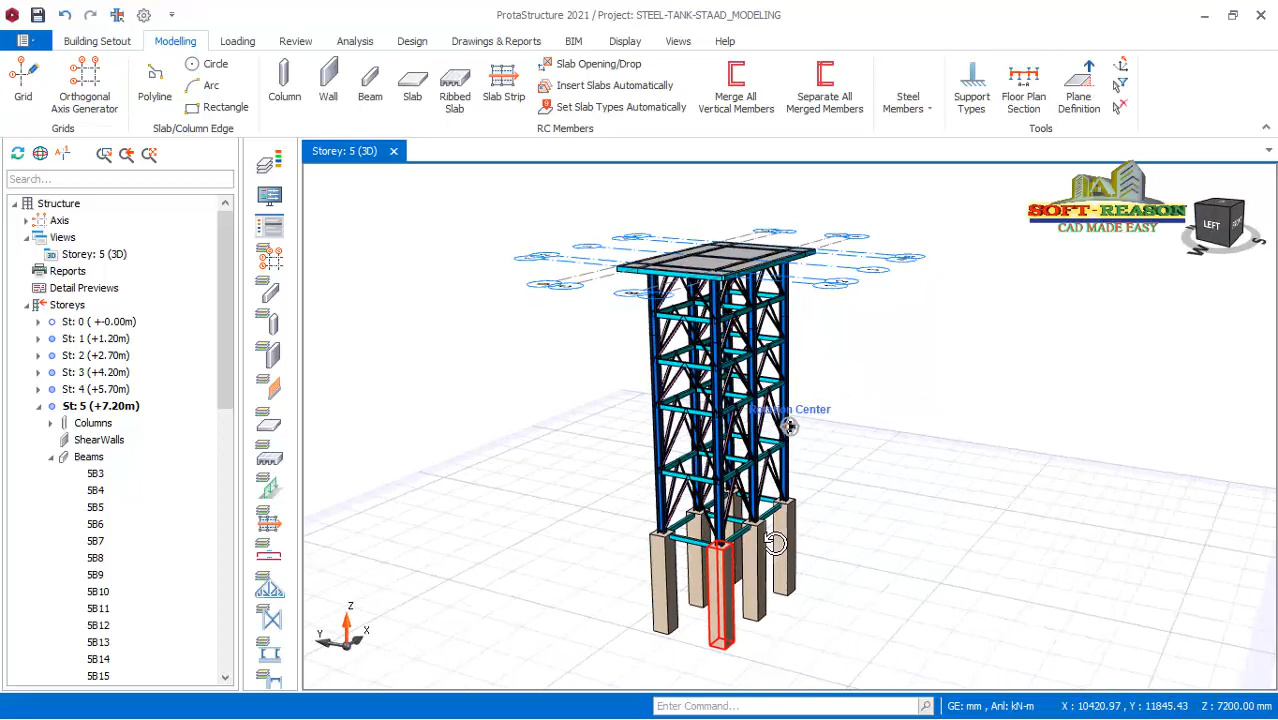 ProtaStructure 2021 / Project: STEEL-TANK-STAAD_MODELING
Building Setout
Modelling
Loading
Review
Analysis
Design
Drawings & Reports
BIM
Display
Views
Help
Grid
Orthogonal
Axis Generator
Grids
Polyline
Circle
Arc
Rectangle
Slab/Column Edge
Column
Wall
Beam
Slab
Ribbed
Slab
Slab Strip
Slab Opening/Drop
Insert Slabs Automatically
Set Slab Types Automatically
RC Members
Merge All
Vertical Members
Separate All
Merged Members
Steel
Members
Support
Types
Floor Plan
Section
Plane
Definition
Tools
Search...
Structure
Axis
Views
Storey: 5 (3D)
Reports
Detail Previews
Storeys
St: 0 ( +-0.00m)
St: 1 (+1.20m)
St: 2 (+2.70m)
St: 3 (+4.20m)
St: 4 (+5.70m)
St: 5 (+7.20m)
Columns
ShearWalls
Beams
5B3
5B4
5B5
5B6
5B7
5B8
5B9
5B10
5B11
5B12
5B13
5B14
5B15
Storey: 5 (3D)
SOFT-REASON
CAD MADE EASY
LEFT
FRONT
W
S
Rotation Center
Z
Y
X
Enter Command...
GE: mm , Anl: kN-m
X : 10420.97 , Y : 11845.43
Z : 7200.00 mm